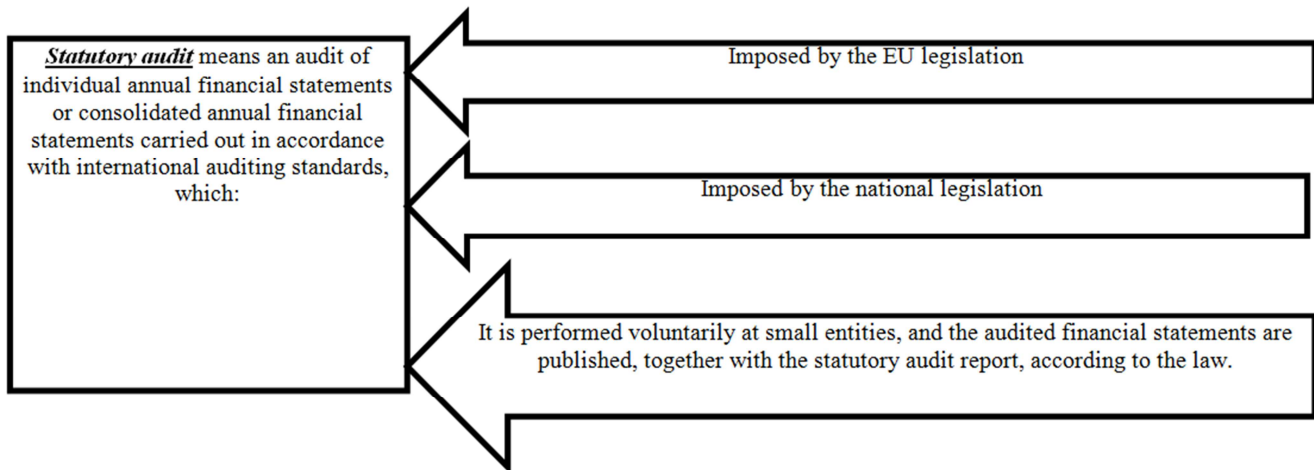 Statutory audit means an audit of
individual annual financial statements
or consolidated annual financial
statements carried out in accordance
with international auditing standards,
which:
Imposed by the EU legislation
Imposed by the national legislation
It is performed voluntarily at small entities, and the audited financial statements are
published, together with the statutory audit report, according to the law.